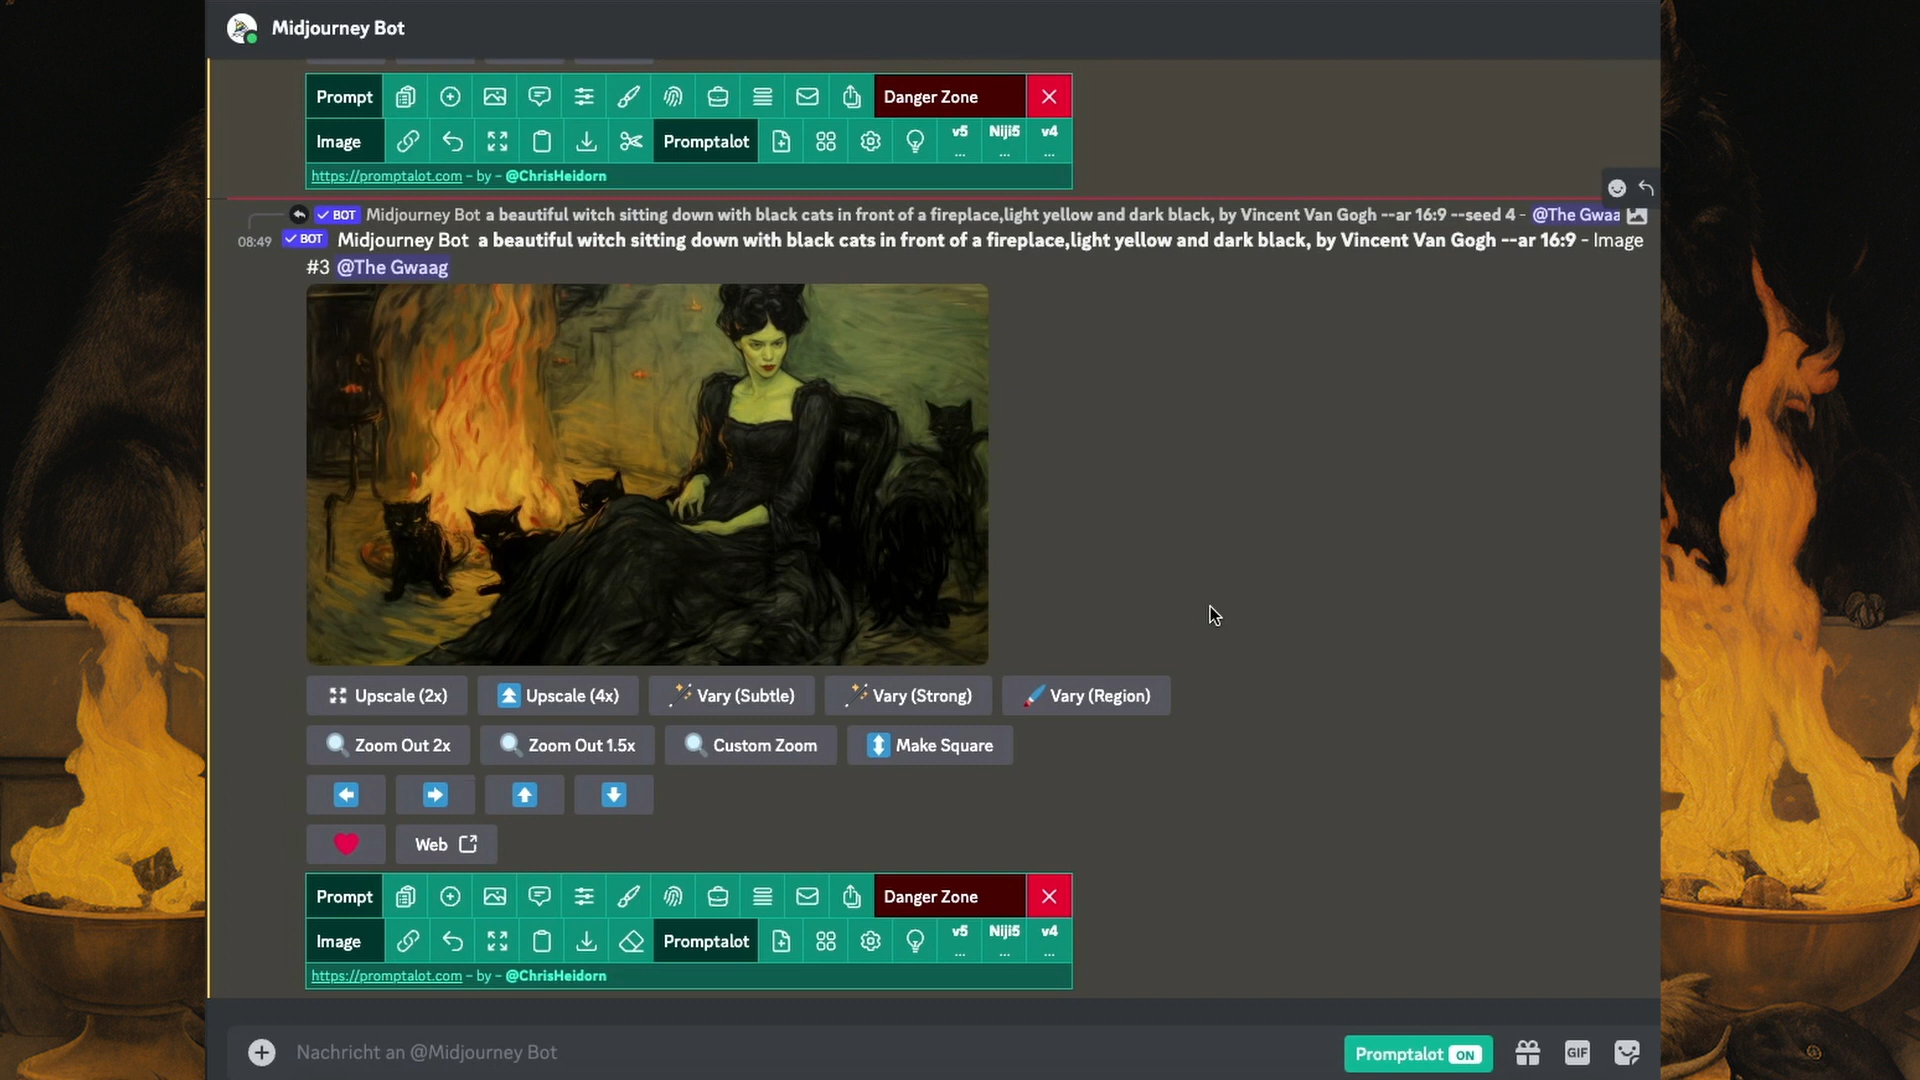 Midjourney Bot
Prompt Danger Zone
Image Promptalot v5 ... Niji5 ... v4 ...
https://promptalot.com – by – @ChrisHeidorn
BOT Midjourney Bot a beautiful witch sitting down with black cats in front of a fireplace,light yellow and dark black, by Vincent Van Gogh --ar 16:9 --seed 4 - @The Gwaa
08:49 BOT Midjourney Bot a beautiful witch sitting down with black cats in front of a fireplace,light yellow and dark black, by Vincent Van Gogh --ar 16:9 - Image
#3 @The Gwaag
Upscale (2x) Upscale (4x) Vary (Subtle) Vary (Strong) Vary (Region)
Zoom Out 2x Zoom Out 1.5x Custom Zoom Make Square
Web
Prompt Danger Zone
Image Promptalot v5 ... Niji5 ... v4 ...
https://promptalot.com – by – @ChrisHeidorn
Nachricht an @Midjourney Bot Promptalot ON GIF